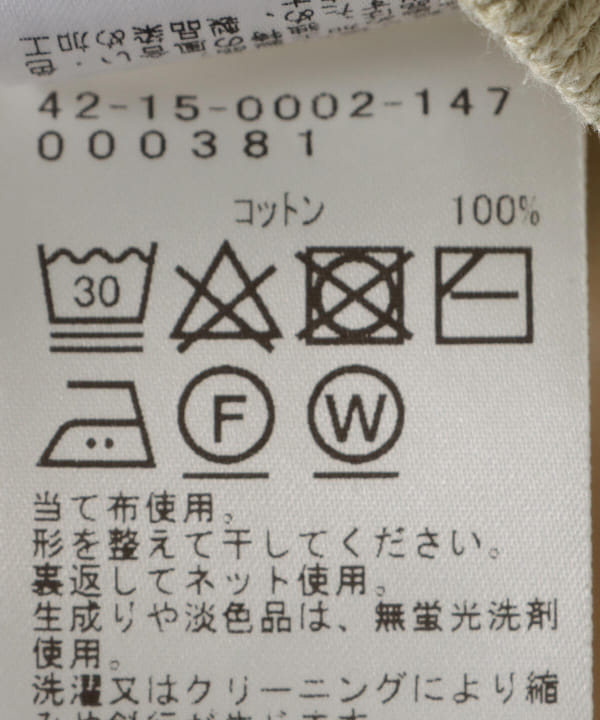 42-15-0002-147
000381
コットン 100%
30
F W
当て布使用。
形を整えて干してください。
裏返してネット使用。
生成りや淡色品は、無蛍光洗剤
使用。
洗濯又はクリーニングにより縮